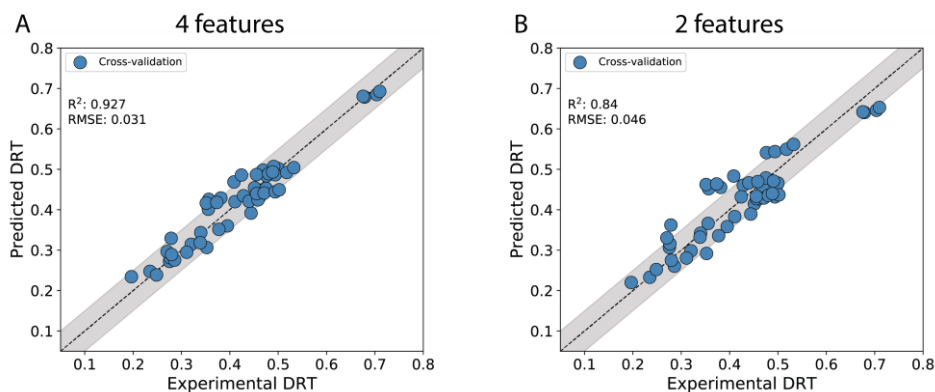 A
4 features
Cross-validation
R²: 0.927
RMSE: 0.031
Predicted DRT
0.8
0.7
0.6
0.5
0.4
0.3
0.2
0.1
0.1 0.2 0.3 0.4 0.5 0.6 0.7 0.8
Experimental DRT
B
2 features
Cross-validation
R²: 0.84
RMSE: 0.046
Predicted DRT
0.8
0.7
0.6
0.5
0.4
0.3
0.2
0.1
0.1 0.2 0.3 0.4 0.5 0.6 0.7 0.8
Experimental DRT